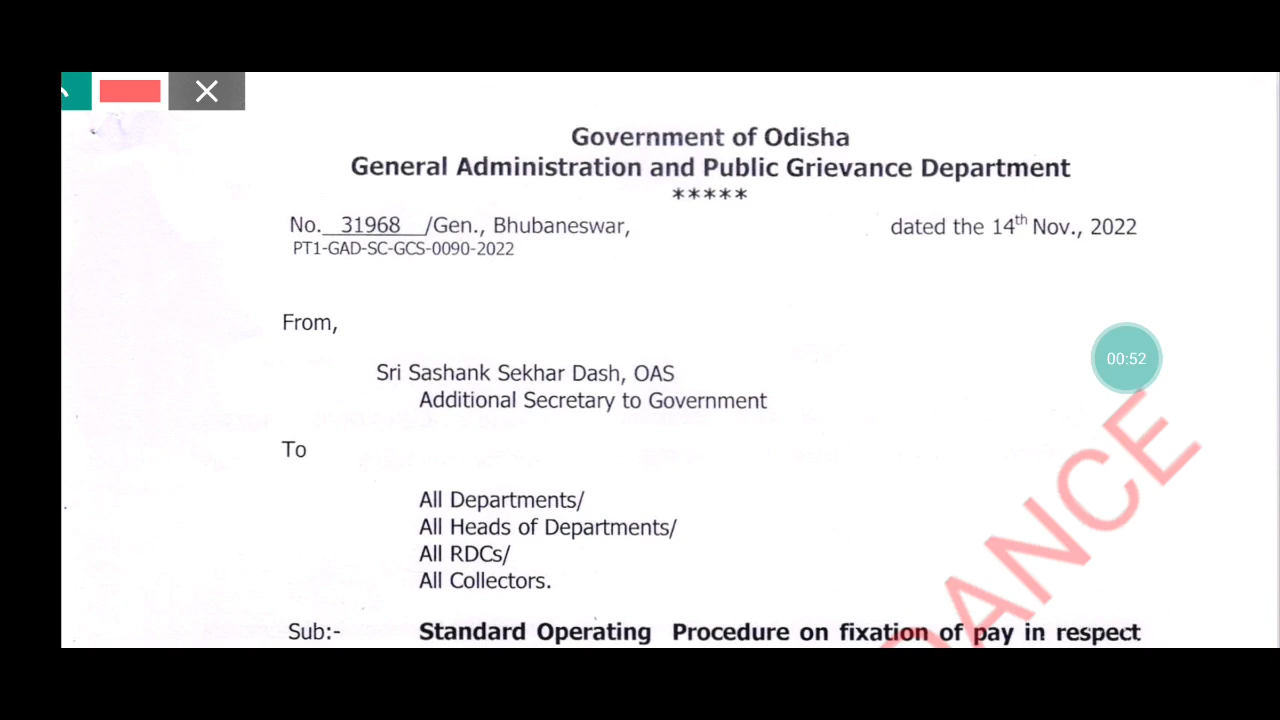 Government of Odisha
General Administration and Public Grievance Department
*****
No. 31968 /Gen., Bhubaneswar, dated the 14th Nov., 2022
PT1-GAD-SC-GCS-0090-2022
From,
00:52
Sri Sashank Sekhar Dash, OAS
Additional Secretary to Government
To
All Departments/
All Heads of Departments/
All RDCs/
All Collectors.
Sub:- Standard Operating Procedure on fixation of pay in respect
DANCE